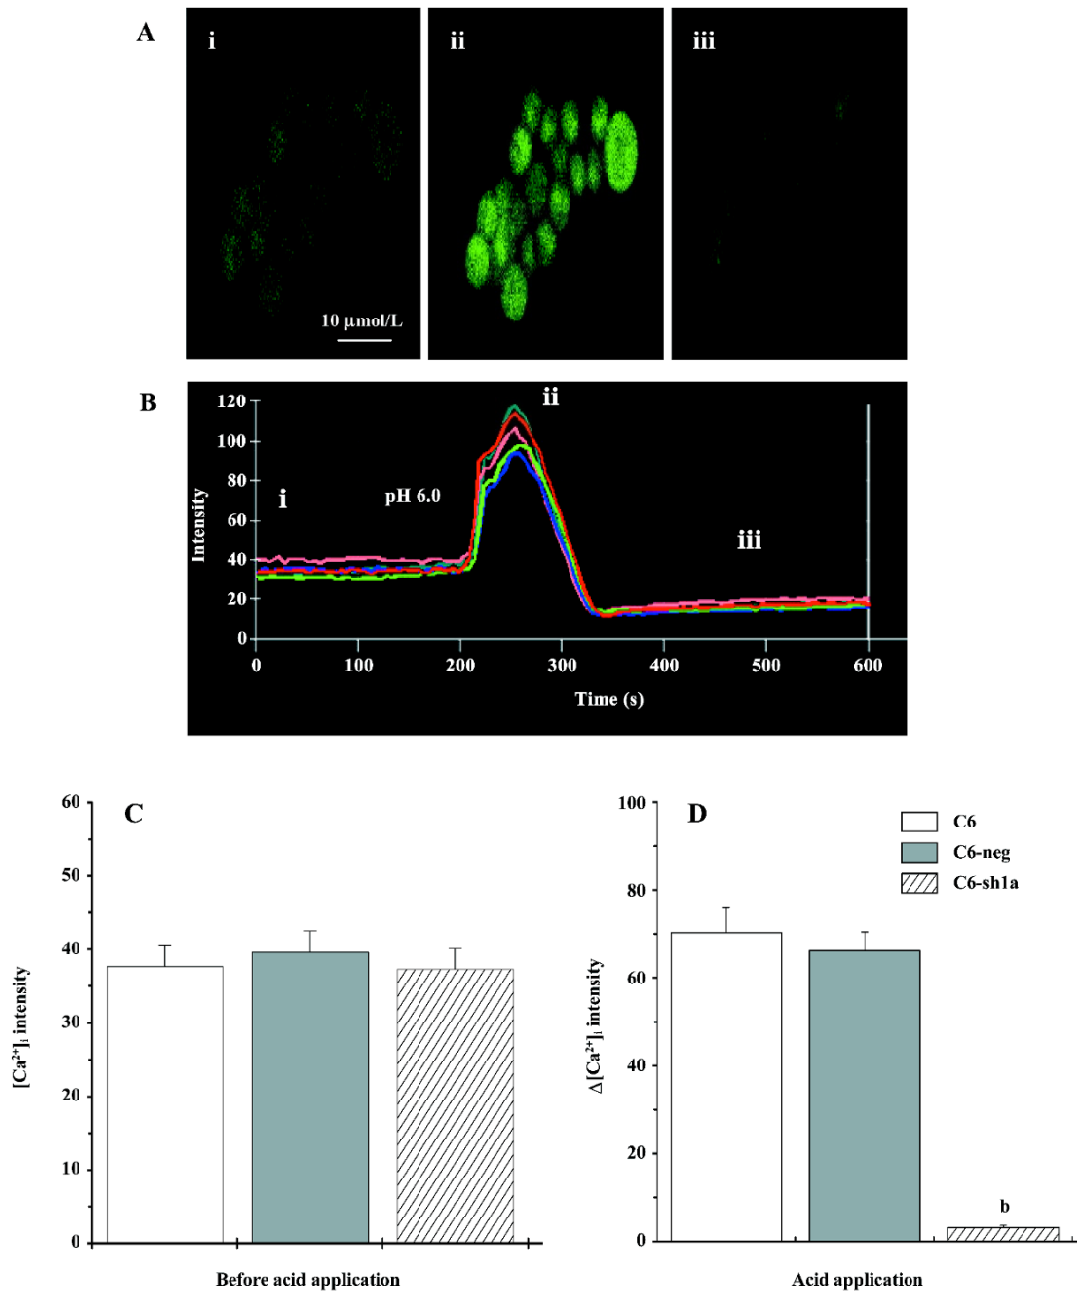 A
i
ii
iii
10 µmol/L
B
120
100
80
60
40
20
0
Intensity
i
pH 6.0
ii
iii
0 100 200 300 400 500 600
Time (s)
C
60
50
40
30
20
10
0
[Ca²⁺]i intensity
Before acid application
D
100
80
60
40
20
0
Δ[Ca²⁺]i intensity
C6
C6-neg
C6-sh1a
b
Acid application